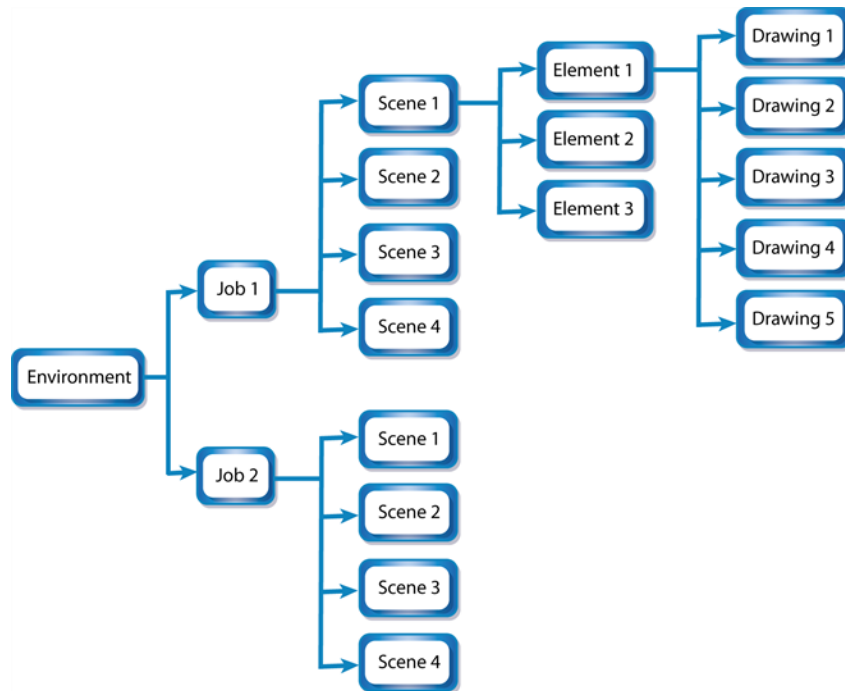 Environment
Job 1
Scene 1
Element 1
Drawing 1
Drawing 2
Drawing 3
Drawing 4
Drawing 5
Element 2
Element 3
Scene 2
Scene 3
Scene 4
Job 2
Scene 1
Scene 2
Scene 3
Scene 4